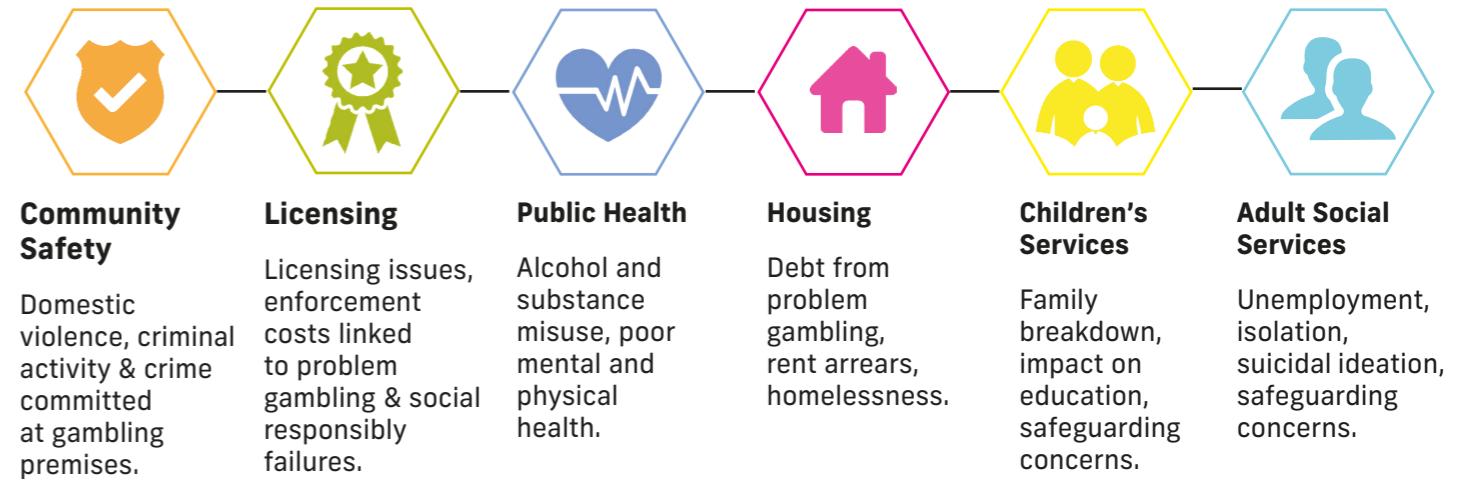 Community
Safety
Domestic
violence, criminal
activity & crime
committed
at gambling
premises.
Licensing
Licensing issues,
enforcement
costs linked
to problem
gambling & social
responsibly
failures.
Public Health
Alcohol and
substance
misuse, poor
mental and
physical
health.
Housing
Debt from
problem
gambling,
rent arrears,
homelessness.
Children’s
Services
Family
breakdown,
impact on
education,
safeguarding
concerns.
Adult Social
Services
Unemployment,
isolation,
suicidal ideation,
safeguarding
concerns.